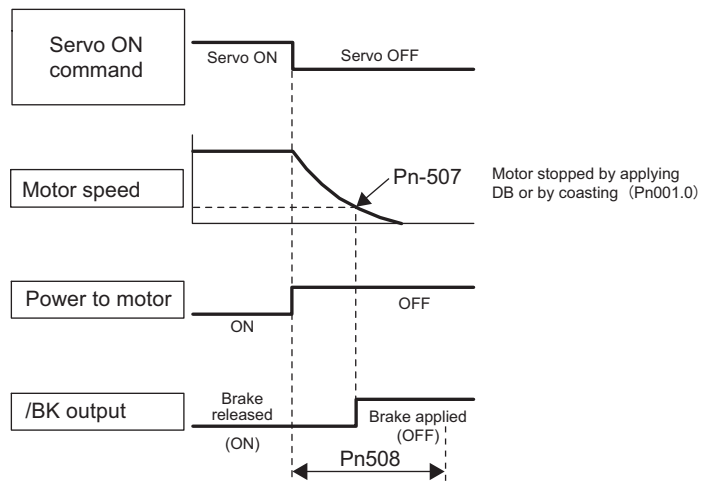 Servo ON
command
Servo ON
Servo OFF
Motor speed
Pn-507
Motor stopped by applying
DB or by coasting (Pn001.0)
Power to motor
ON
OFF
/BK output
Brake
released
(ON)
Brake applied
(OFF)
Pn508